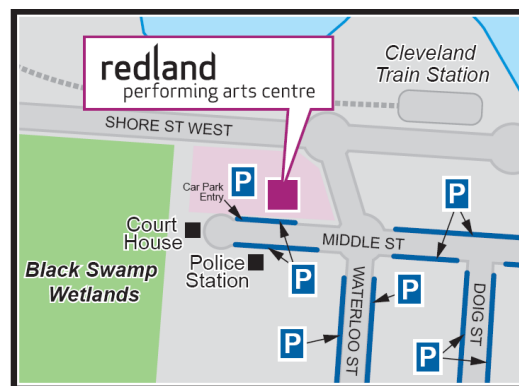 redland
performing arts centre
Cleveland
Train Station
SHORE ST WEST
P
Car Park
Entry
P
Court
House
MIDDLE ST
Police
Station
P
Black Swamp
Wetlands
WATERLOO ST
P
DOIG ST
P
P